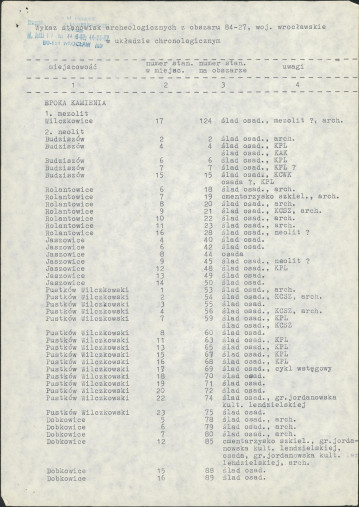 Wykaz stanowisk archeologicznych z obszaru 84-27, woj. wrocławskie
w układzie chronologicznym
miejscowość numer stan. w miejsc. numer stan. na obszarze uwagi
1 2 3 4
EPOKA KAMIENIA
1. mezolit
Wilczkowice 17 124 ślad osad., mezolit ?, arch.
2. neolit
Budziszów 2 2 ślad osad., arch.
Budziszów 4 4 ślad osad., KPL
ślad osad., KAK
Budziszów 6 6 ślad osad., KPL
Budziszów 7 7 ślad osad., KPL ?
Budziszów 15 15 ślad osad., KCWK
osada ?, KPL
Rolantowice 6 18 ślad osad., arch.
Rolantowice 7 19 cmentarzysko szkiel., arch.
Rolantowice 8 20 ślad osad., arch.
Rolantowice 9 21 ślad osad., KCSZ, arch.
Rolantowice 10 22 ślad osad., arch.
Rolantowice 11 23 ślad osad., arch.
Rolantowice 16 28 ślad osad., neolit ?
Jaszowice 4 40 ślad osad.
Jaszowice 6 42 ślad osad.
Jaszowice 8 44 osada
Jaszowice 9 45 ślad osad., neolit ?
Jaszowice 12 48 ślad osad., KPL
Jaszowice 13 49 ślad osad.
Jaszowice 14 50 ślad osad.
Pustków Wilczkowski 1 53 ślad osad., arch.
Pustków Wilczkowski 2 54 ślad osad., KCSZ, arch.
Pustków Wilczkowski 3 55 ślad osad.
Pustków Wilczkowski 4 56 ślad osad., KCSZ, arch.
Pustków Wilczkowski 7 59 ślad osad., KPL
ślad osad., KCSZ
Pustków Wilczkowski 8 60 ślad osad.
Pustków Wilczkowski 11 63 ślad osad., KPL
Pustków Wilczkowski 13 65 ślad osad., KPL
Pustków Wilczkowski 15 67 ślad osad., KPL
Pustków Wilczkowski 16 68 ślad osad., KPL
Pustków Wilczkowski 17 69 ślad osad., cykl wstęgowy
Pustków Wilczkowski 18 70 ślad osad.
Pustków Wilczkowski 19 71 ślad osad.
Pustków Wilczkowski 20 72 ślad osad.
Pustków Wilczkowski 22 74 ślad osad., gr.jordanowska
kult. lendzielskiej
Pustków Wilczkowski 23 75 ślad osad.
Dobkowice 5 78 ślad osad., arch.
Dobkowice 6 79 ślad osad., arch.
Dobkowice 7 80 ślad osad., arch.
Dobkowice 12 85 cmentarzysko szkiel., gr.jorda-
nowska kult. lendzielskiej,
osada, gr.jordanowska kult.
lendzielskiej, arch.
Dobkowice 15 88 ślad osad.
Dobkowice 16 89 ślad osad.